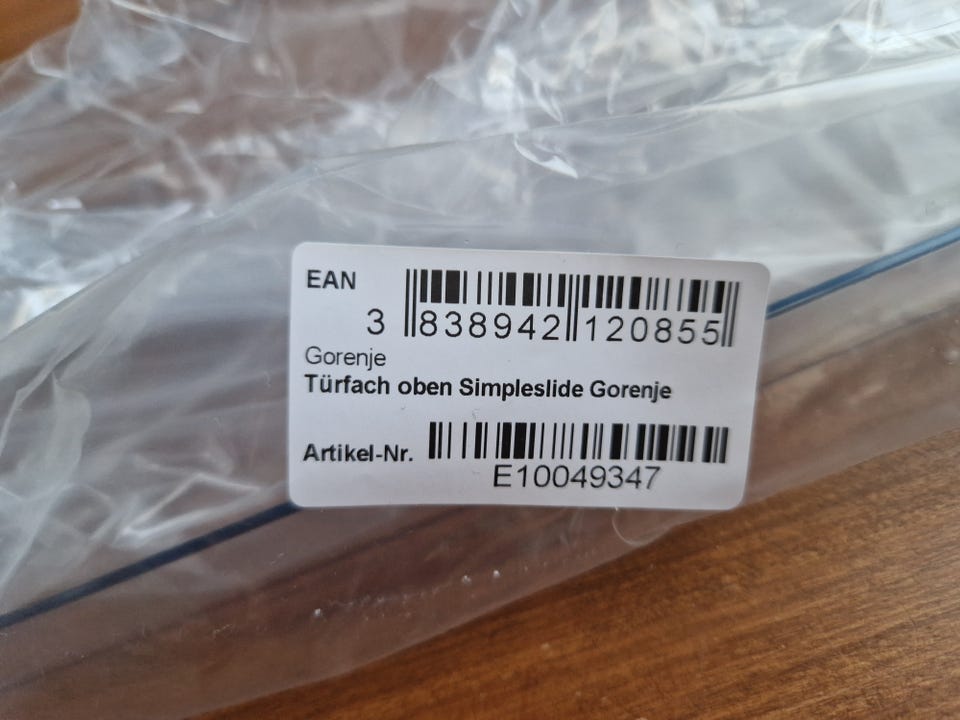 EAN
3 838942 120855
Gorenje
Türfach oben Simpleslide Gorenje
Artikel-Nr.
E10049347